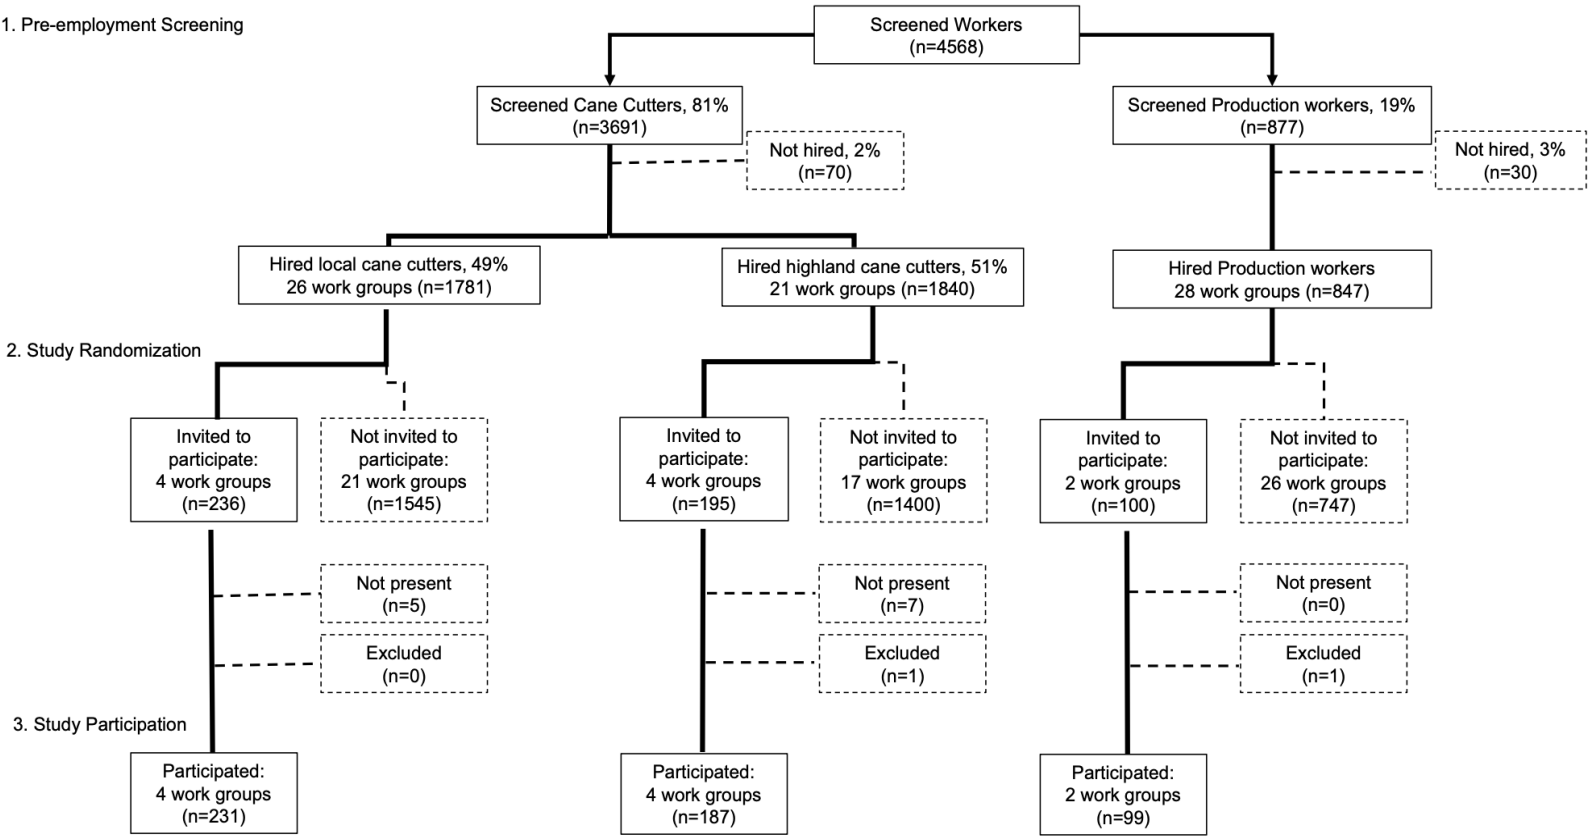 1. Pre-employment Screening
Screened Workers
(n=4568)
Screened Cane Cutters, 81%
(n=3691)
Screened Production workers, 19%
(n=877)
Not hired, 2%
(n=70)
Not hired, 3%
(n=30)
Hired local cane cutters, 49%
26 work groups (n=1781)
Hired highland cane cutters, 51%
21 work groups (n=1840)
Hired Production workers
28 work groups (n=847)
2. Study Randomization
Invited to
participate:
4 work groups
(n=236)
Not invited to
participate:
21 work groups
(n=1545)
Invited to
participate:
4 work groups
(n=195)
Not invited to
participate:
17 work groups
(n=1400)
Invited to
participate:
2 work groups
(n=100)
Not invited to
participate:
26 work groups
(n=747)
Not present
(n=5)
Not present
(n=7)
Not present
(n=0)
Excluded
(n=0)
Excluded
(n=1)
Excluded
(n=1)
3. Study Participation
Participated:
4 work groups
(n=231)
Participated:
4 work groups
(n=187)
Participated:
2 work groups
(n=99)